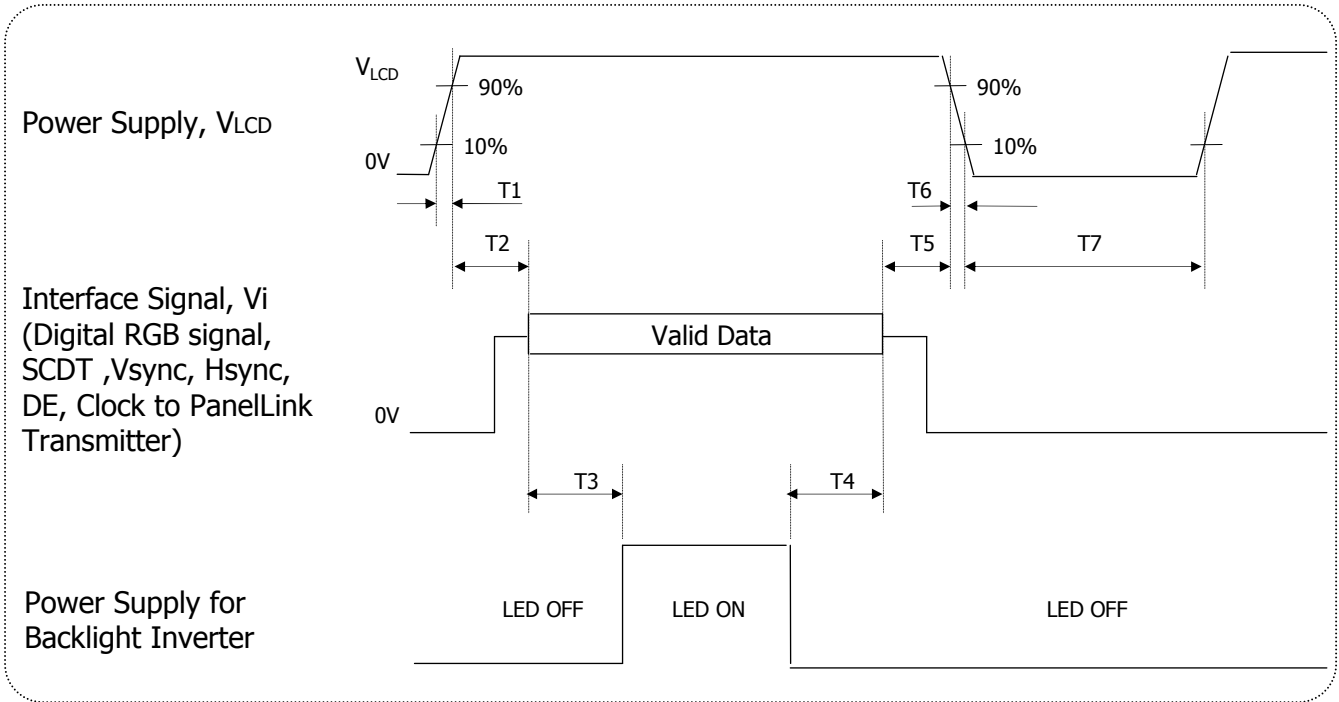 VLCD
90%
90%
Power Supply, VLCD
10%
10%
0V
T1
T6
T2
T5
T7
Interface Signal, Vi
(Digital RGB signal,
SCDT ,Vsync, Hsync,
DE, Clock to PanelLink
Transmitter)
Valid Data
0V
T3
T4
Power Supply for
Backlight Inverter
LED OFF
LED ON
LED OFF